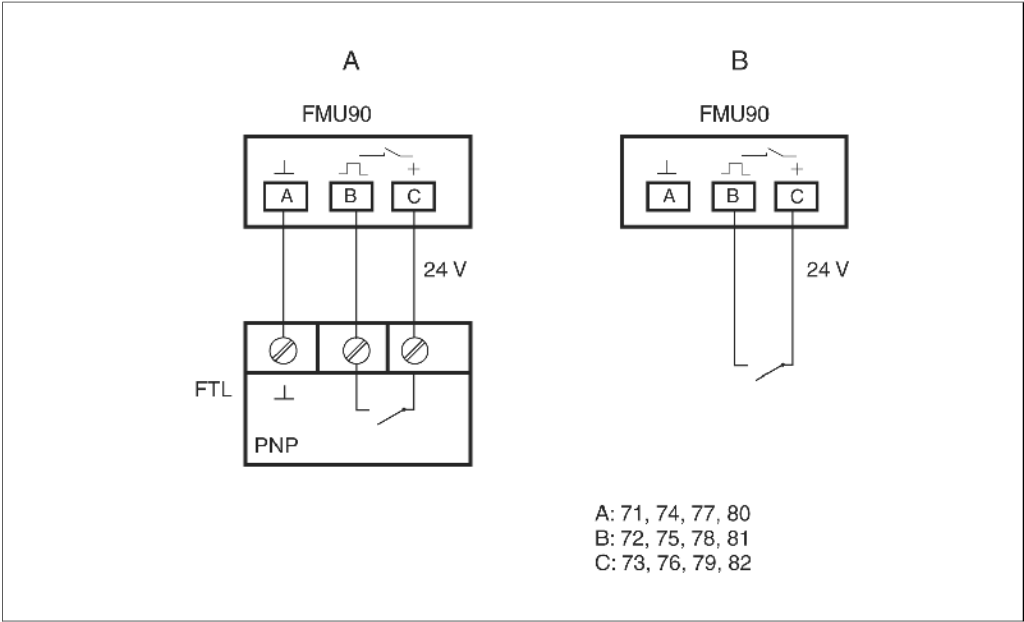 A
B
FMU90
FMU90
+
+
A B C
A B C
24 V
24 V
FTL
PNP
A: 71, 74, 77, 80
B: 72, 75, 78, 81
C: 73, 76, 79, 82